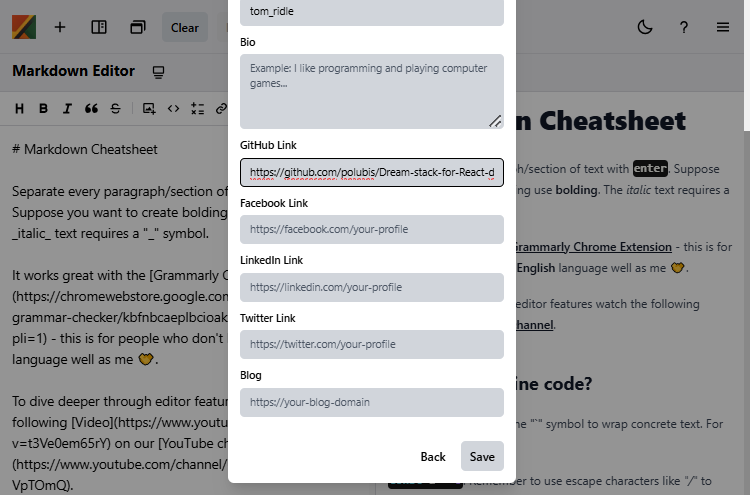 Clear
Markdown Editor
H B I S
# Markdown Cheatsheet
Separate every paragraph/section of
Suppose you want to create bolding
_italic_ text requires a "_" symbol.
It works great with the [Grammarly C
(https://chromewebstore.google.com
grammar-checker/kbfnbcaeplbcioak
pli=1) - this is for people who don't
language well as me 💛.
To dive deeper through editor featur
following [Video](https://www.youtu
v=t3Ve0em65rY) on our [YouTube ch
(https://www.youtube.com/channel/
VpTOmQ).
tom_ridle
Bio
Example: I like programming and playing computer
games...
GitHub Link
https://github.com/polubis/Dream-stack-for-React-d
Facebook Link
https://facebook.com/your-profile
LinkedIn Link
https://linkedin.com/your-profile
Twitter Link
https://twitter.com/your-profile
Blog
https://your-blog-domain
Back
Save
?
n Cheatsheet
h/section of text with enter. Suppose
ng use bolding. The italic text requires a
Grammarly Chrome Extension - this is for
English language well as me 💛.
editor features watch the following
hannel.
ine code?
he "`" symbol to wrap concrete text. For
Remember to use escape characters like "/" to